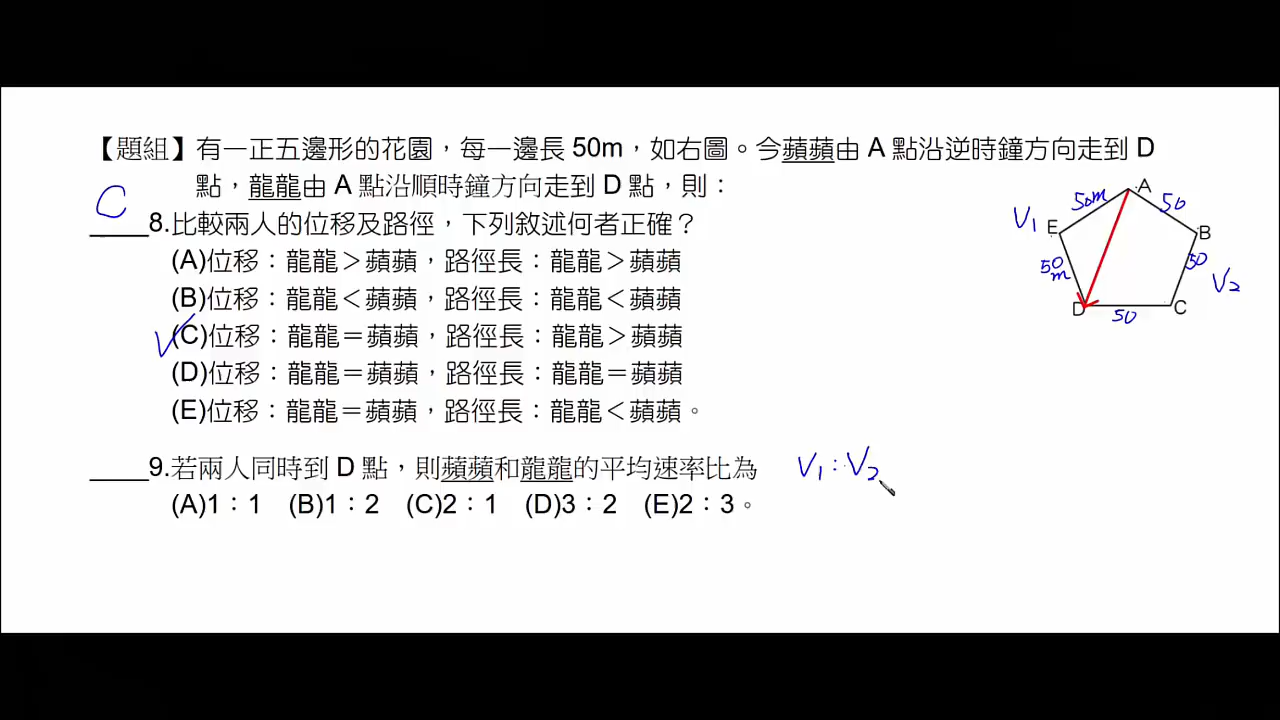 【題組】有一正五邊形的花園，每一邊長 50m，如右圖。今蘋蘋由 A 點沿逆時鐘方向走到 D
點，龍龍由 A 點沿順時鐘方向走到 D 點，則：
C
____8.比較兩人的位移及路徑，下列敘述何者正確？
(A)位移：龍龍＞蘋蘋，路徑長：龍龍＞蘋蘋
(B)位移：龍龍＜蘋蘋，路徑長：龍龍＜蘋蘋
(C)位移：龍龍＝蘋蘋，路徑長：龍龍＞蘋蘋
(D)位移：龍龍＝蘋蘋，路徑長：龍龍＝蘋蘋
(E)位移：龍龍＝蘋蘋，路徑長：龍龍＜蘋蘋。
A
50m 50
V1 E B
50m 50 V2
D 50 C
____9.若兩人同時到 D 點，則蘋蘋和龍龍的平均速率比為 V1：V2
(A)1：1 (B)1：2 (C)2：1 (D)3：2 (E)2：3。